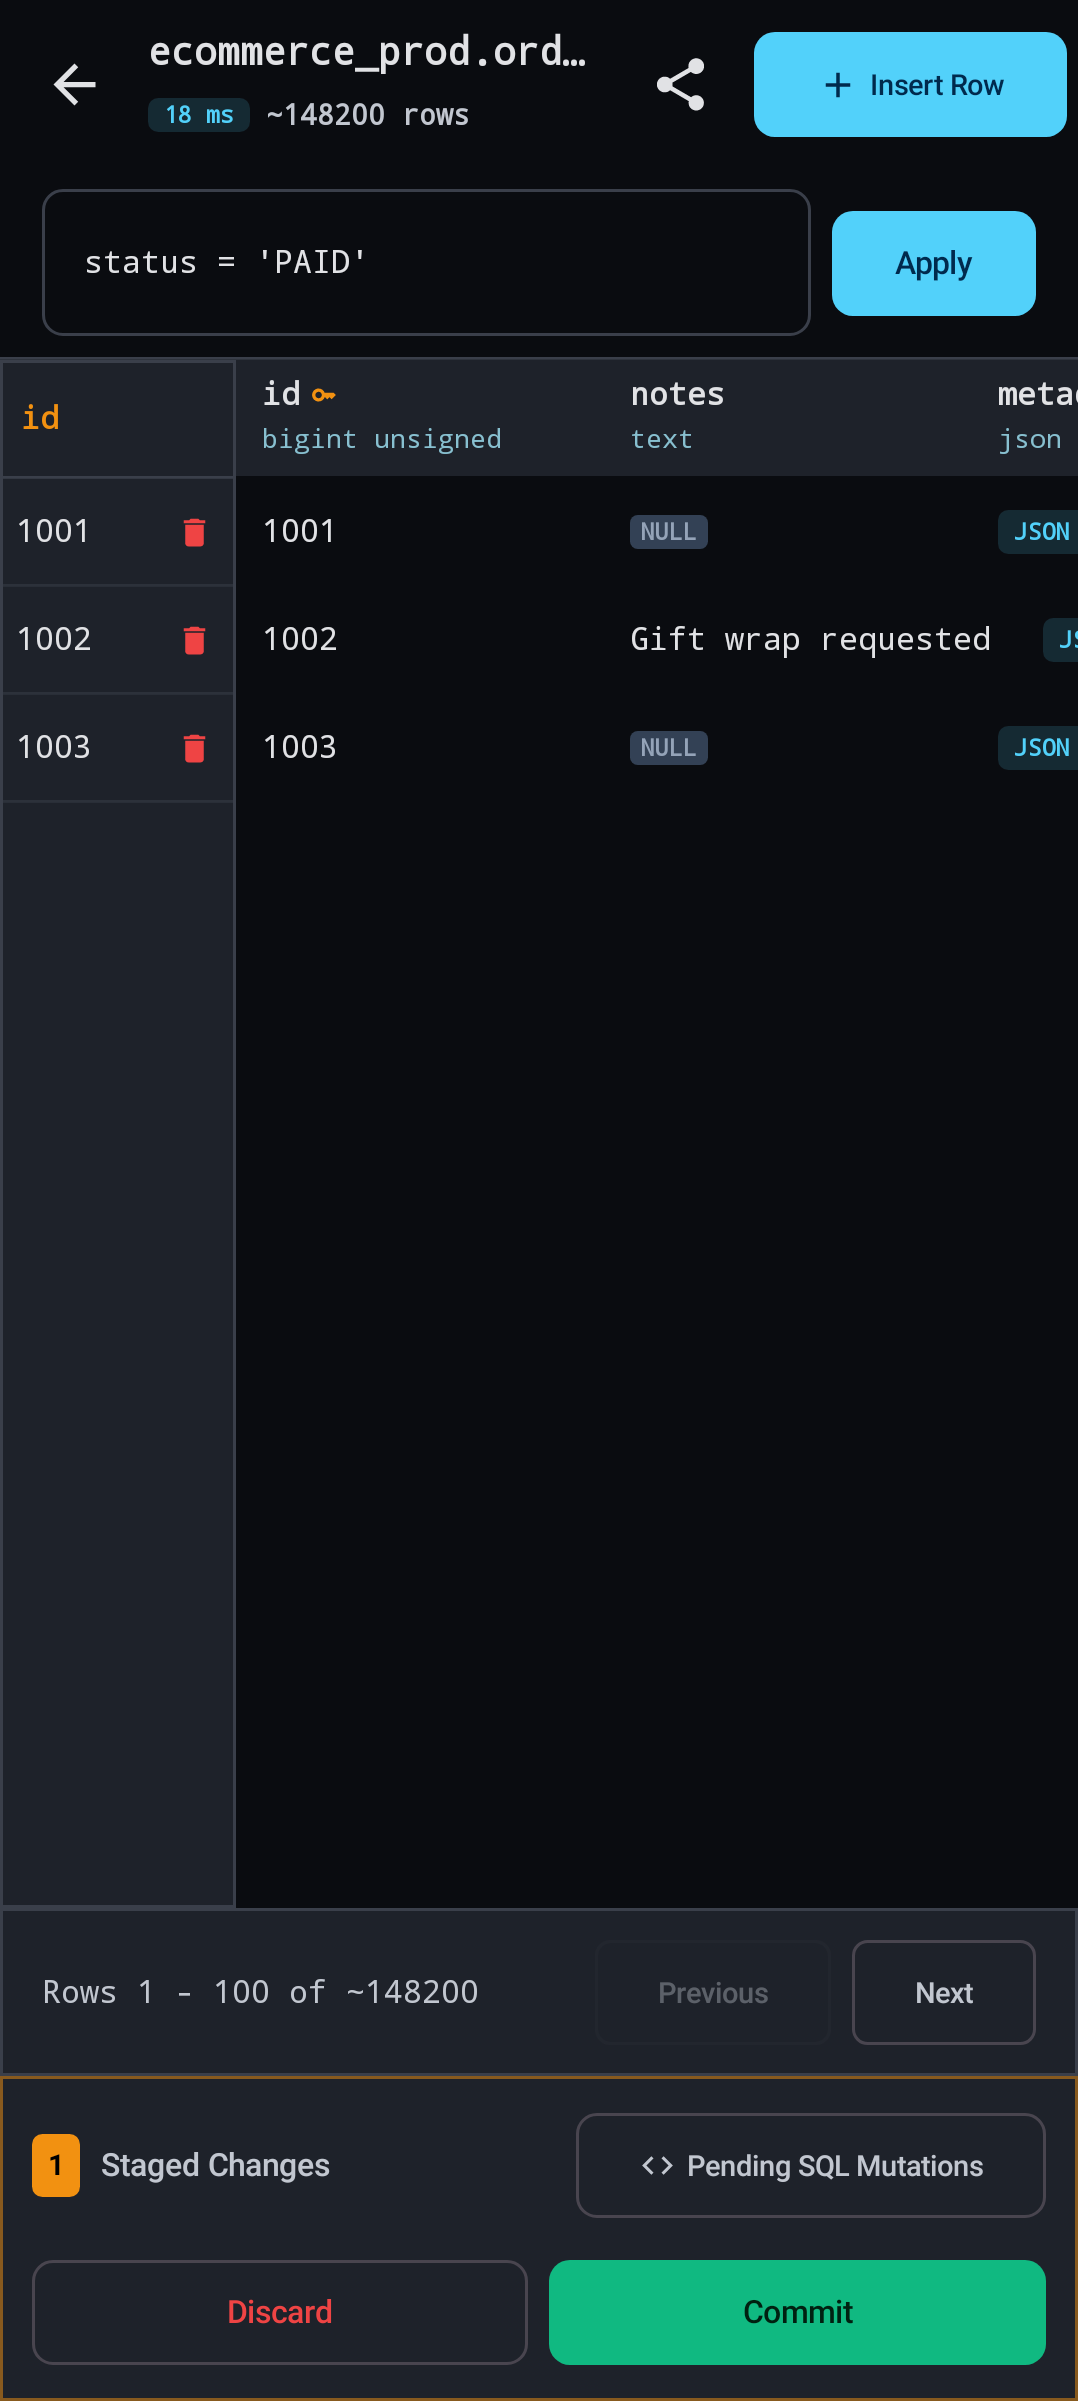 ecommerce_prod.ord…
18 ms ~148200 rows
Insert Row
status = 'PAID'
Apply
id
id notes meta
bigint unsigned text json
1001 1001 NULL JSON
1002 1002 Gift wrap requested JS
1003 1003 NULL JSON
Rows 1 - 100 of ~148200 Previous Next
1 Staged Changes <> Pending SQL Mutations
Discard Commit